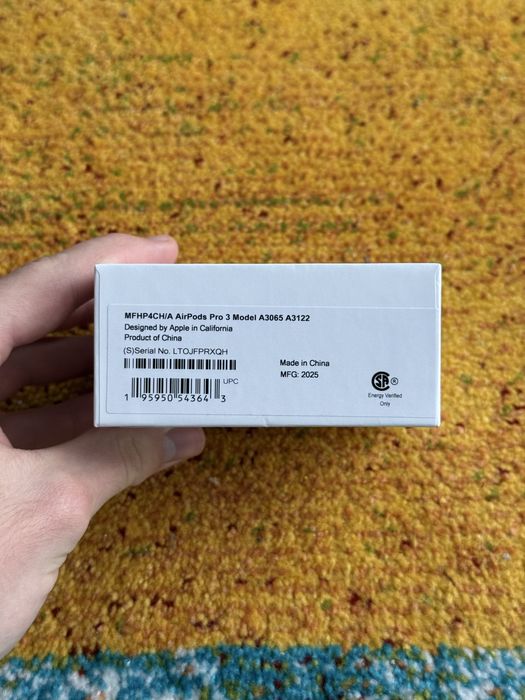 MFHP4CH/A AirPods Pro 3 Model A3065 A3122
Designed by Apple in California
Product of China
(S)Serial No. LTOJFPRXQH
Made in China
MFG: 2025
UPC
1 95950 54364 3
SA ®
Energy Verified
Only